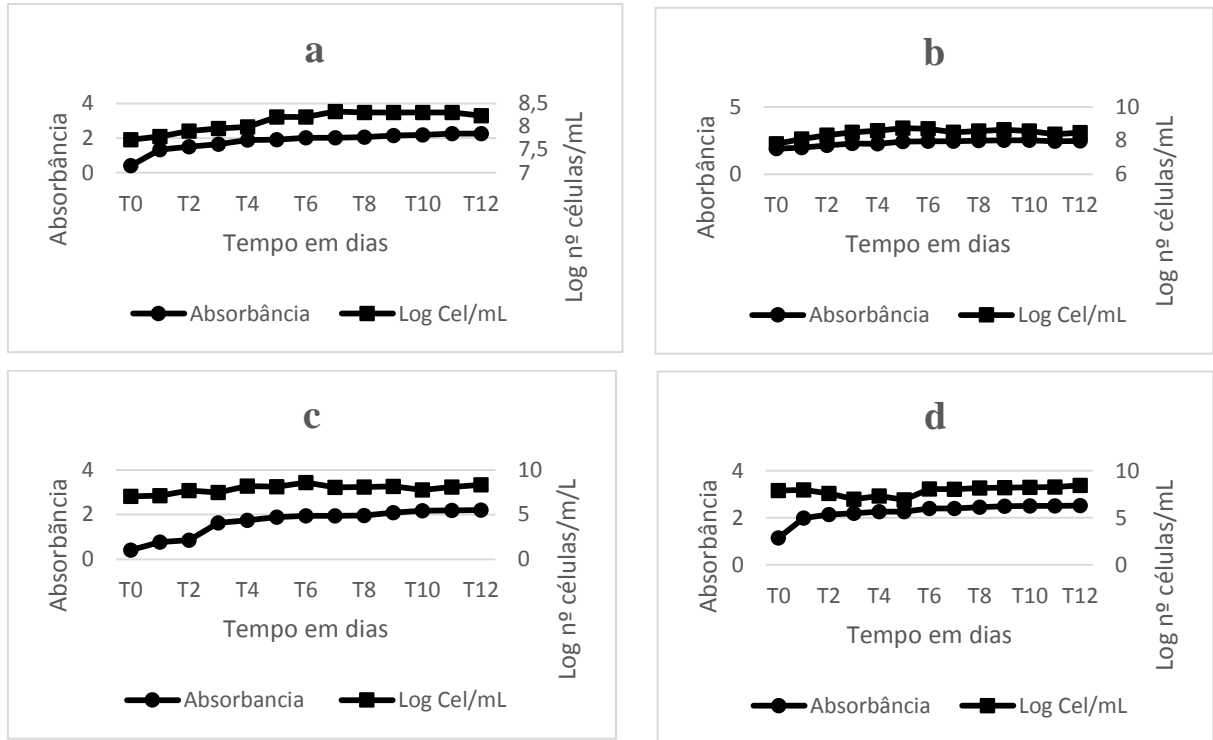 a
Absorbância
4
2
0
8,5
8
7,5
7
Log nº células/mL
T0 T2 T4 T6 T8 T10 T12
Tempo em dias
Absorbância Log Cel/mL
b
Aborbância
5
0
10
8
6
Log nº células/mL
T0 T2 T4 T6 T8 T10 T12
Tempo em dias
Absorbância Log Cel/mL
c
Absorbãncia
4
2
0
10
5
0
Log nº células/m/L
T0 T2 T4 T6 T8 T10 T12
Tempo em dias
Absorbancia Log Cel/mL
d
Absorbância
4
2
0
10
5
0
Log nº células/mL
T0 T2 T4 T6 T8 T10 T12
Tempo em dias
Absorbância Log Cel/mL